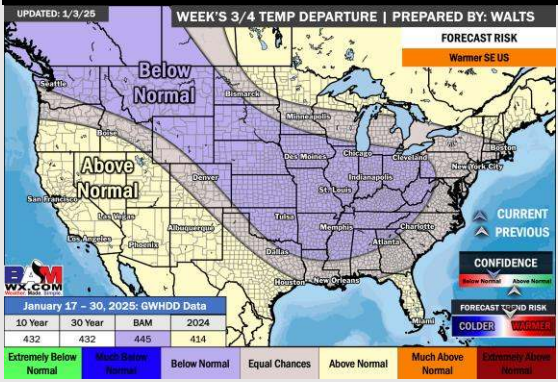 UPDATED: 1/3/25
WEEK'S 3/4 TEMP DEPARTURE | PREPARED BY: WALTS
FORECAST RISK
Warmer SE US
Below
Normal
Seattle
Bismarck
Minneapolis
Boise
Boston
Chicago
Cleveland
New York City
Des Moines
Above
Normal
Denver
Indianapolis
St. Louis
San Francisco
Las Vegas
Tulsa
Memphis
Charlotte
Los Angeles
Albuquerque
Phoenix
Atlanta
Dallas
Houston
New Orleans
Miami
CURRENT
PREVIOUS
CONFIDENCE
Below Normal Above Normal
FORECAST TREND RISK
COLDER WARMER
BAM
WX.COM
Weather. Made Simple.
January 17 – 30, 2025: GWHDD Data
10 Year 30 Year BAM 2024
432 432 445 414
Extremely Below
Normal
Much Below
Normal
Below Normal
Equal Chances
Above Normal
Much Above
Normal
Extremely Above
Normal